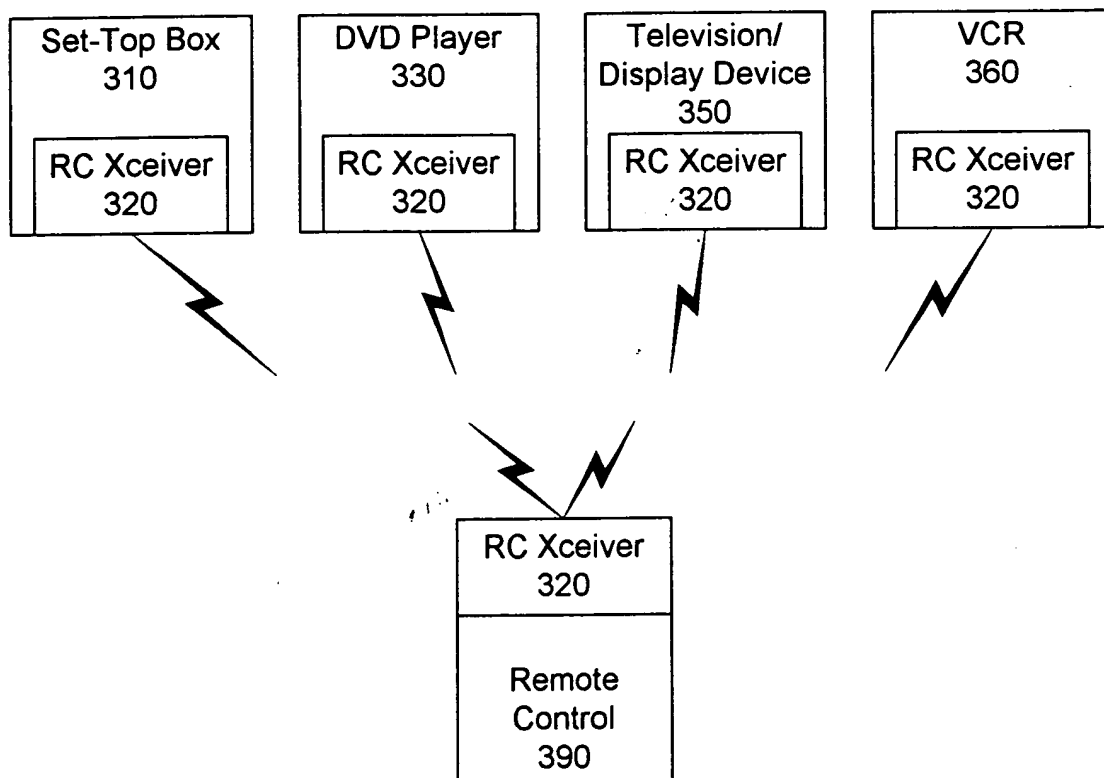 Set-Top Box
310
RC Xceiver
320
DVD Player
330
RC Xceiver
320
Television/
Display Device
350
RC Xceiver
320
VCR
360
RC Xceiver
320
RC Xceiver
320
Remote
Control
390